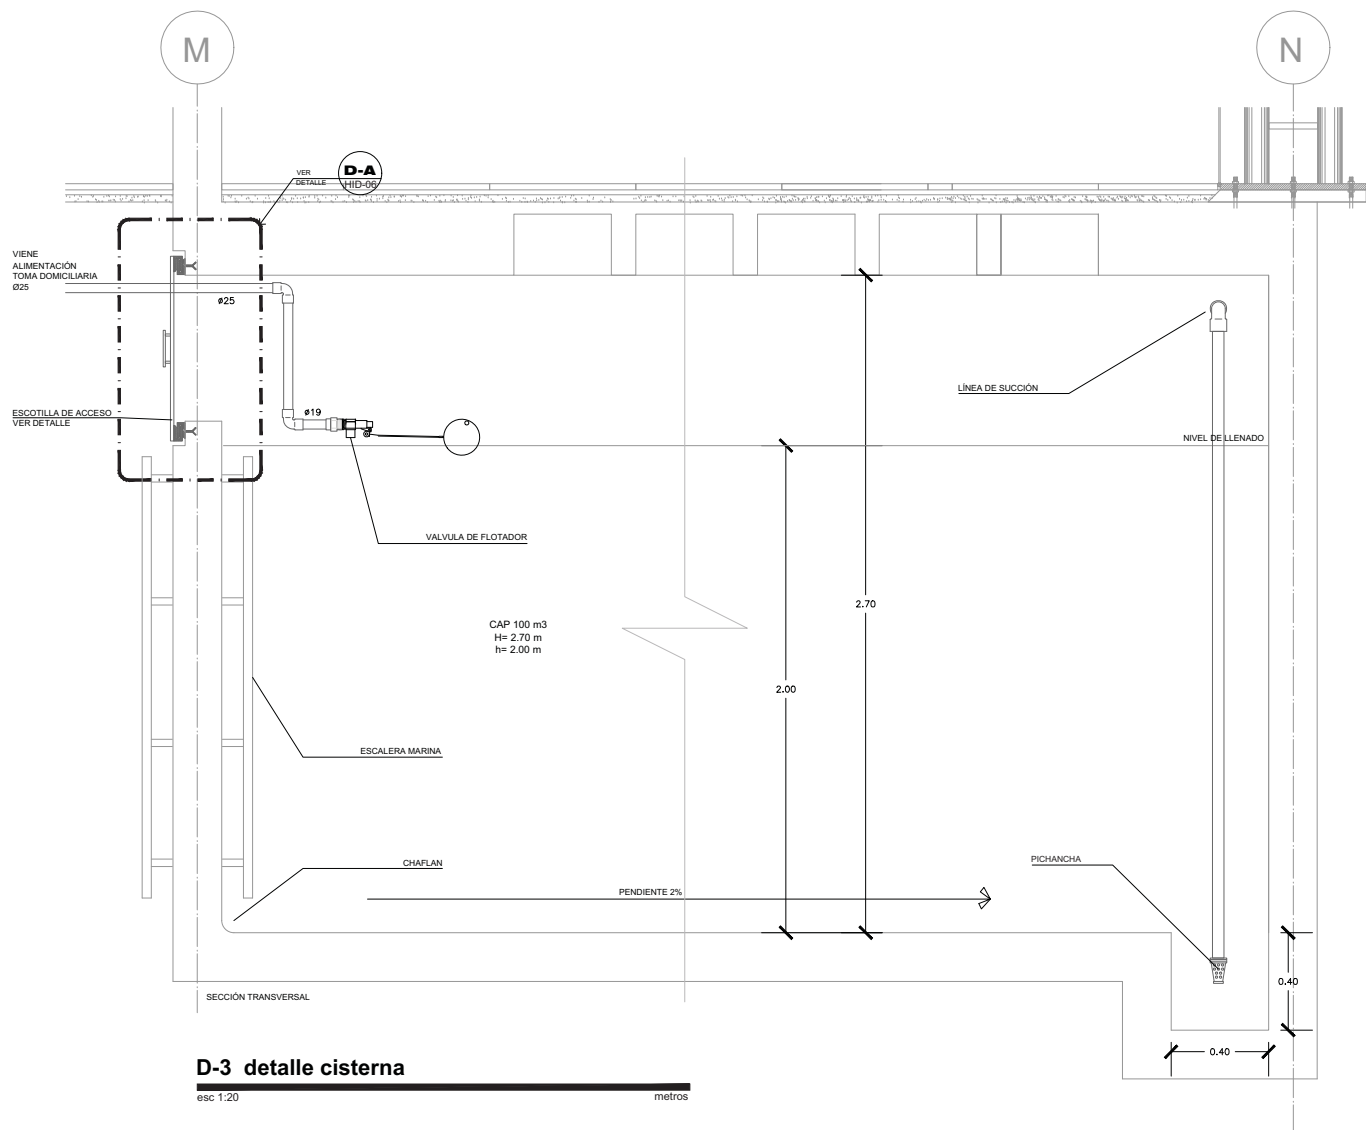 M
N
VER
DETALLE
D-A
HID-06
VIENE
ALIMENTACIÓN
TOMA DOMICILIARIA
Ø25
ø25
LÍNEA DE SUCCIÓN
ESCOTILLA DE ACCESO
VER DETALLE
ø19
NIVEL DE LLENADO
VALVULA DE FLOTADOR
2.70
CAP 100 m3
H= 2.70 m
h= 2.00 m
2.00
ESCALERA MARINA
CHAFLAN
PICHANCHA
PENDIENTE 2%
0.40
SECCIÓN TRANSVERSAL
0.40
D-3 detalle cisterna
esc 1:20
metros